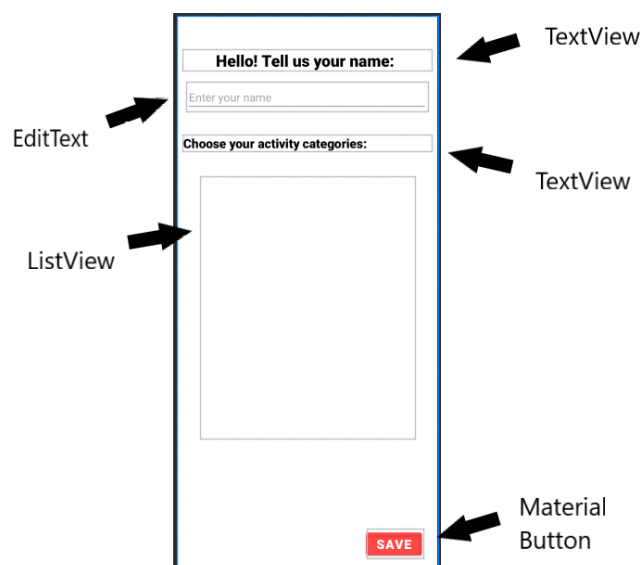 TextView
Hello! Tell us your name:
Enter your name
EditText
Choose your activity categories:
TextView
ListView
Material
Button
SAVE